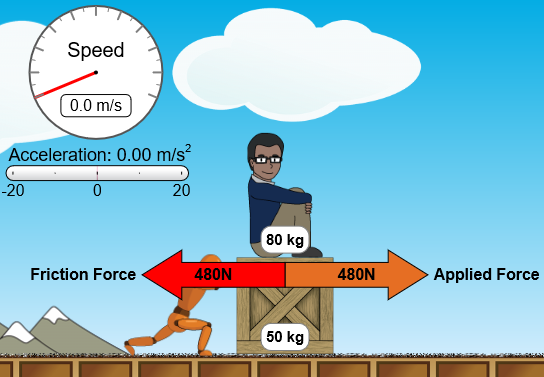 Speed
0.0 m/s
Acceleration: 0.00 m/s²
-20 0 20
80 kg
Friction Force 480N 480N Applied Force
50 kg